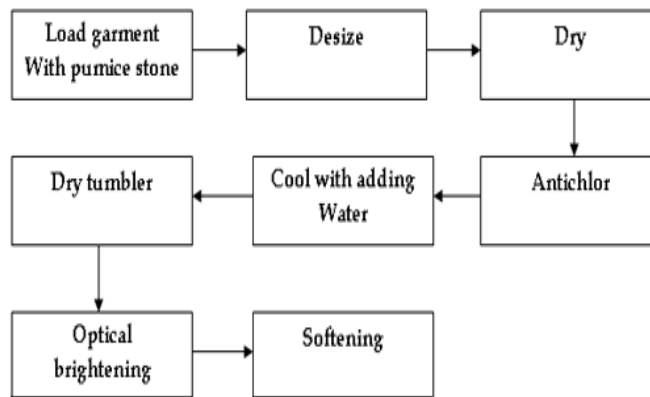 Load garment
With pumice stone
Desize
Dry
Dry tumbler
Cool with adding
Water
Antichlor
Optical
brightening
Softening